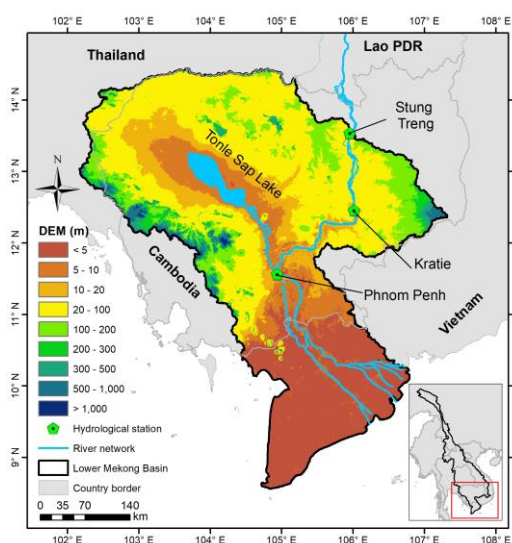 102° E 103° E 104° E 105° E 106° E 107° E 108° E
Thailand
Lao PDR
14° N
Stung
Treng
Tonle Sap Lake
13° N
N
DEM (m)
< 5
5 - 10
10 - 20
20 - 100
100 - 200
200 - 300
300 - 500
500 - 1,000
> 1,000
12° N
Kratie
Cambodia
Phnom Penh
Vietnam
11° N
10° N
9° N
Hydrological station
River network
Lower Mekong Basin
Country border
0 35 70 140
km
102° E 103° E 104° E 105° E 106° E 107° E 108° E